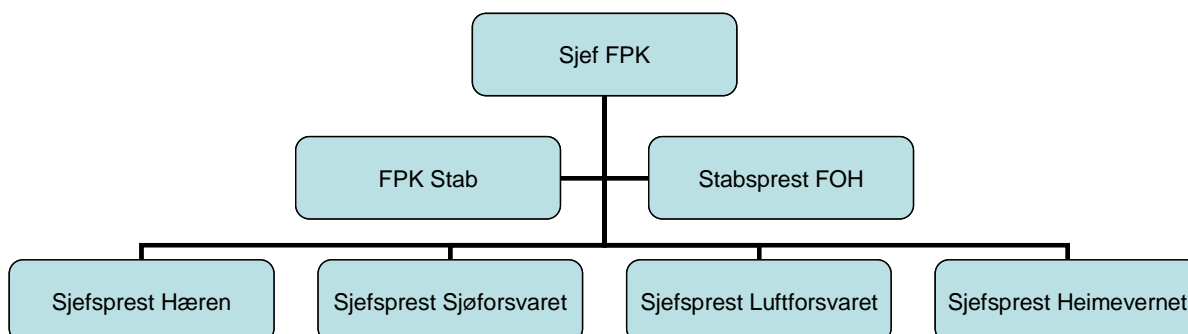 Sjef FPK
FPK Stab
Stabsprest FOH
Sjefsprest Hæren
Sjefsprest Sjøforsvaret
Sjefsprest Luftforsvaret
Sjefsprest Heimevernet